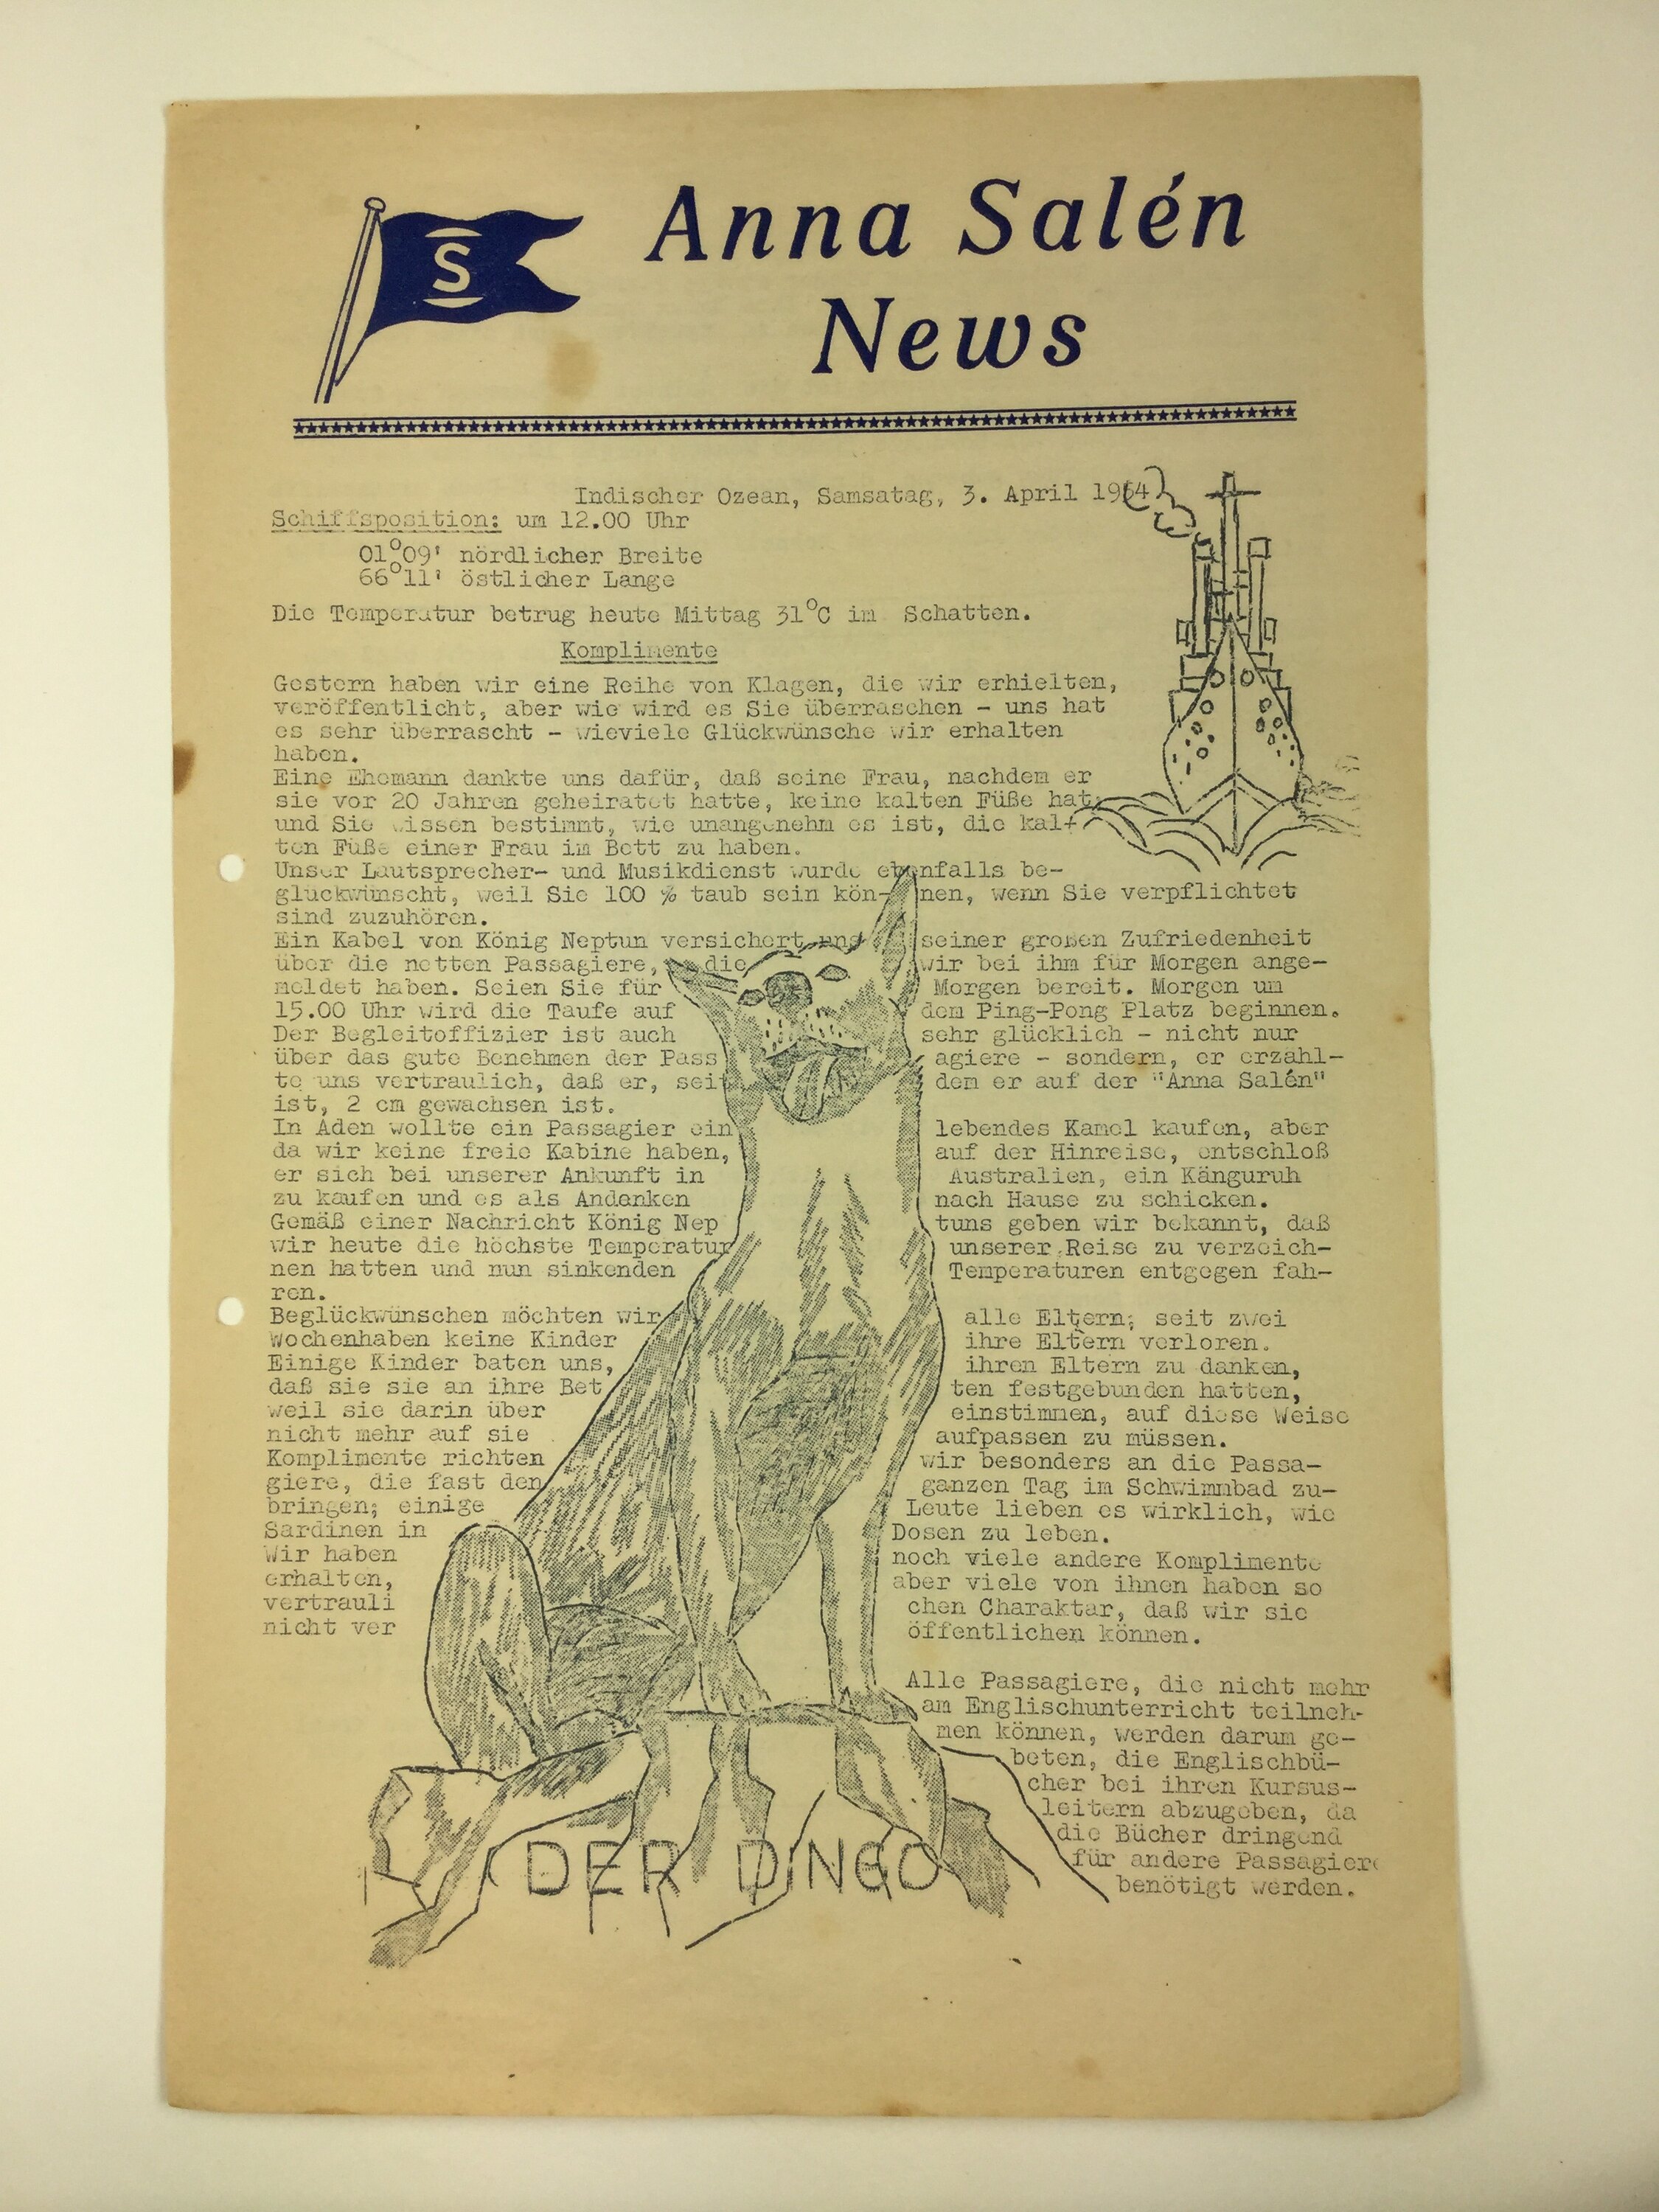 S
Anna Salén
News
Indischer Ozean, Samsatag, 3. April 1954
Schiffsposition: um 12.00 Uhr
01°09' nördlicher Breite
66°11' östlicher Lange
Die Temperatur betrug heute Mittag 31°C im Schatten.
Komplimente
Gestern haben wir eine Reihe von Klagen, die wir erhielten,
veröffentlicht, aber wie wird es Sie überraschen - uns hat
es sehr überrascht - wieviele Glückwünsche wir erhalten
haben.
Eine Ehemann dankte uns dafür, daß seine Frau, nachdem er
sie vor 20 Jahren geheiratet hatte, keine kalten Füße hat,
und Sie wissen bestimmt, wie unangenehm es ist, die kal-
ten Füße einer Frau im Bett zu haben.
Unser Lautsprecher- und Musikdienst wurde ebenfalls be-
glückwünscht, weil Sie 100 % taub sein kön- nen, wenn Sie verpflichtet
sind zuzuhören.
Ein Kabel von König Neptun versichert uns seiner großen Zufriedenheit
über die netten Passagiere, die wir bei ihm für Morgen ange-
meldet haben. Seien Sie für Morgen bereit. Morgen um
15.00 Uhr wird die Taufe auf dem Ping-Pong Platz beginnen.
Der Begleitoffizier ist auch sehr glücklich - nicht nur
über das gute Benehmen der Pass agiere - sondern, er erzähl-
te uns vertraulich, daß er, seit dem er auf der "Anna Salén"
ist, 2 cm gewachsen ist.
In Aden wollte ein Passagier ein lebendes Kamel kaufen, aber
da wir keine freie Kabine haben, auf der Hinreise, entschloß
er sich bei unserer Ankunft in Australien, ein Känguruh
zu kaufen und es als Andenken nach Hause zu schicken.
Gemäß einer Nachricht König Nep tuns geben wir bekannt, daß
wir heute die höchste Temperatur unserer Reise zu verzeich-
nen hatten und nun sinkenden Temperaturen entgegen fah-
ren.
Beglückwünschen möchten wir alle Eltern; seit zwei
Wochenhaben keine Kinder ihre Eltern verloren.
Einige Kinder baten uns, ihren Eltern zu danken,
daß sie sie an ihre Bet ten festgebunden hatten,
weil sie darin über einstimmen, auf diese Weise
nicht mehr auf sie aufpassen zu müssen.
Komplimente richten wir besonders an die Passa-
giere, die fast den ganzen Tag im Schwimmbad zu-
bringen; einige Leute lieben es wirklich, wie
Sardinen in Dosen zu leben.
Wir haben noch viele andere Komplimente
erhalten, aber viele von ihnen haben so
vertrauli chen Charaktar, daß wir sie
nicht ver öffentlichen können.
Alle Passagiere, die nicht mehr
am Englischunterricht teilneh-
men können, werden darum ge-
beten, die Englischbü-
cher bei ihren Kursus-
leitern abzugeben, da
die Bücher dringend
für andere Passagiere
benötigt werden.
DER DINGO